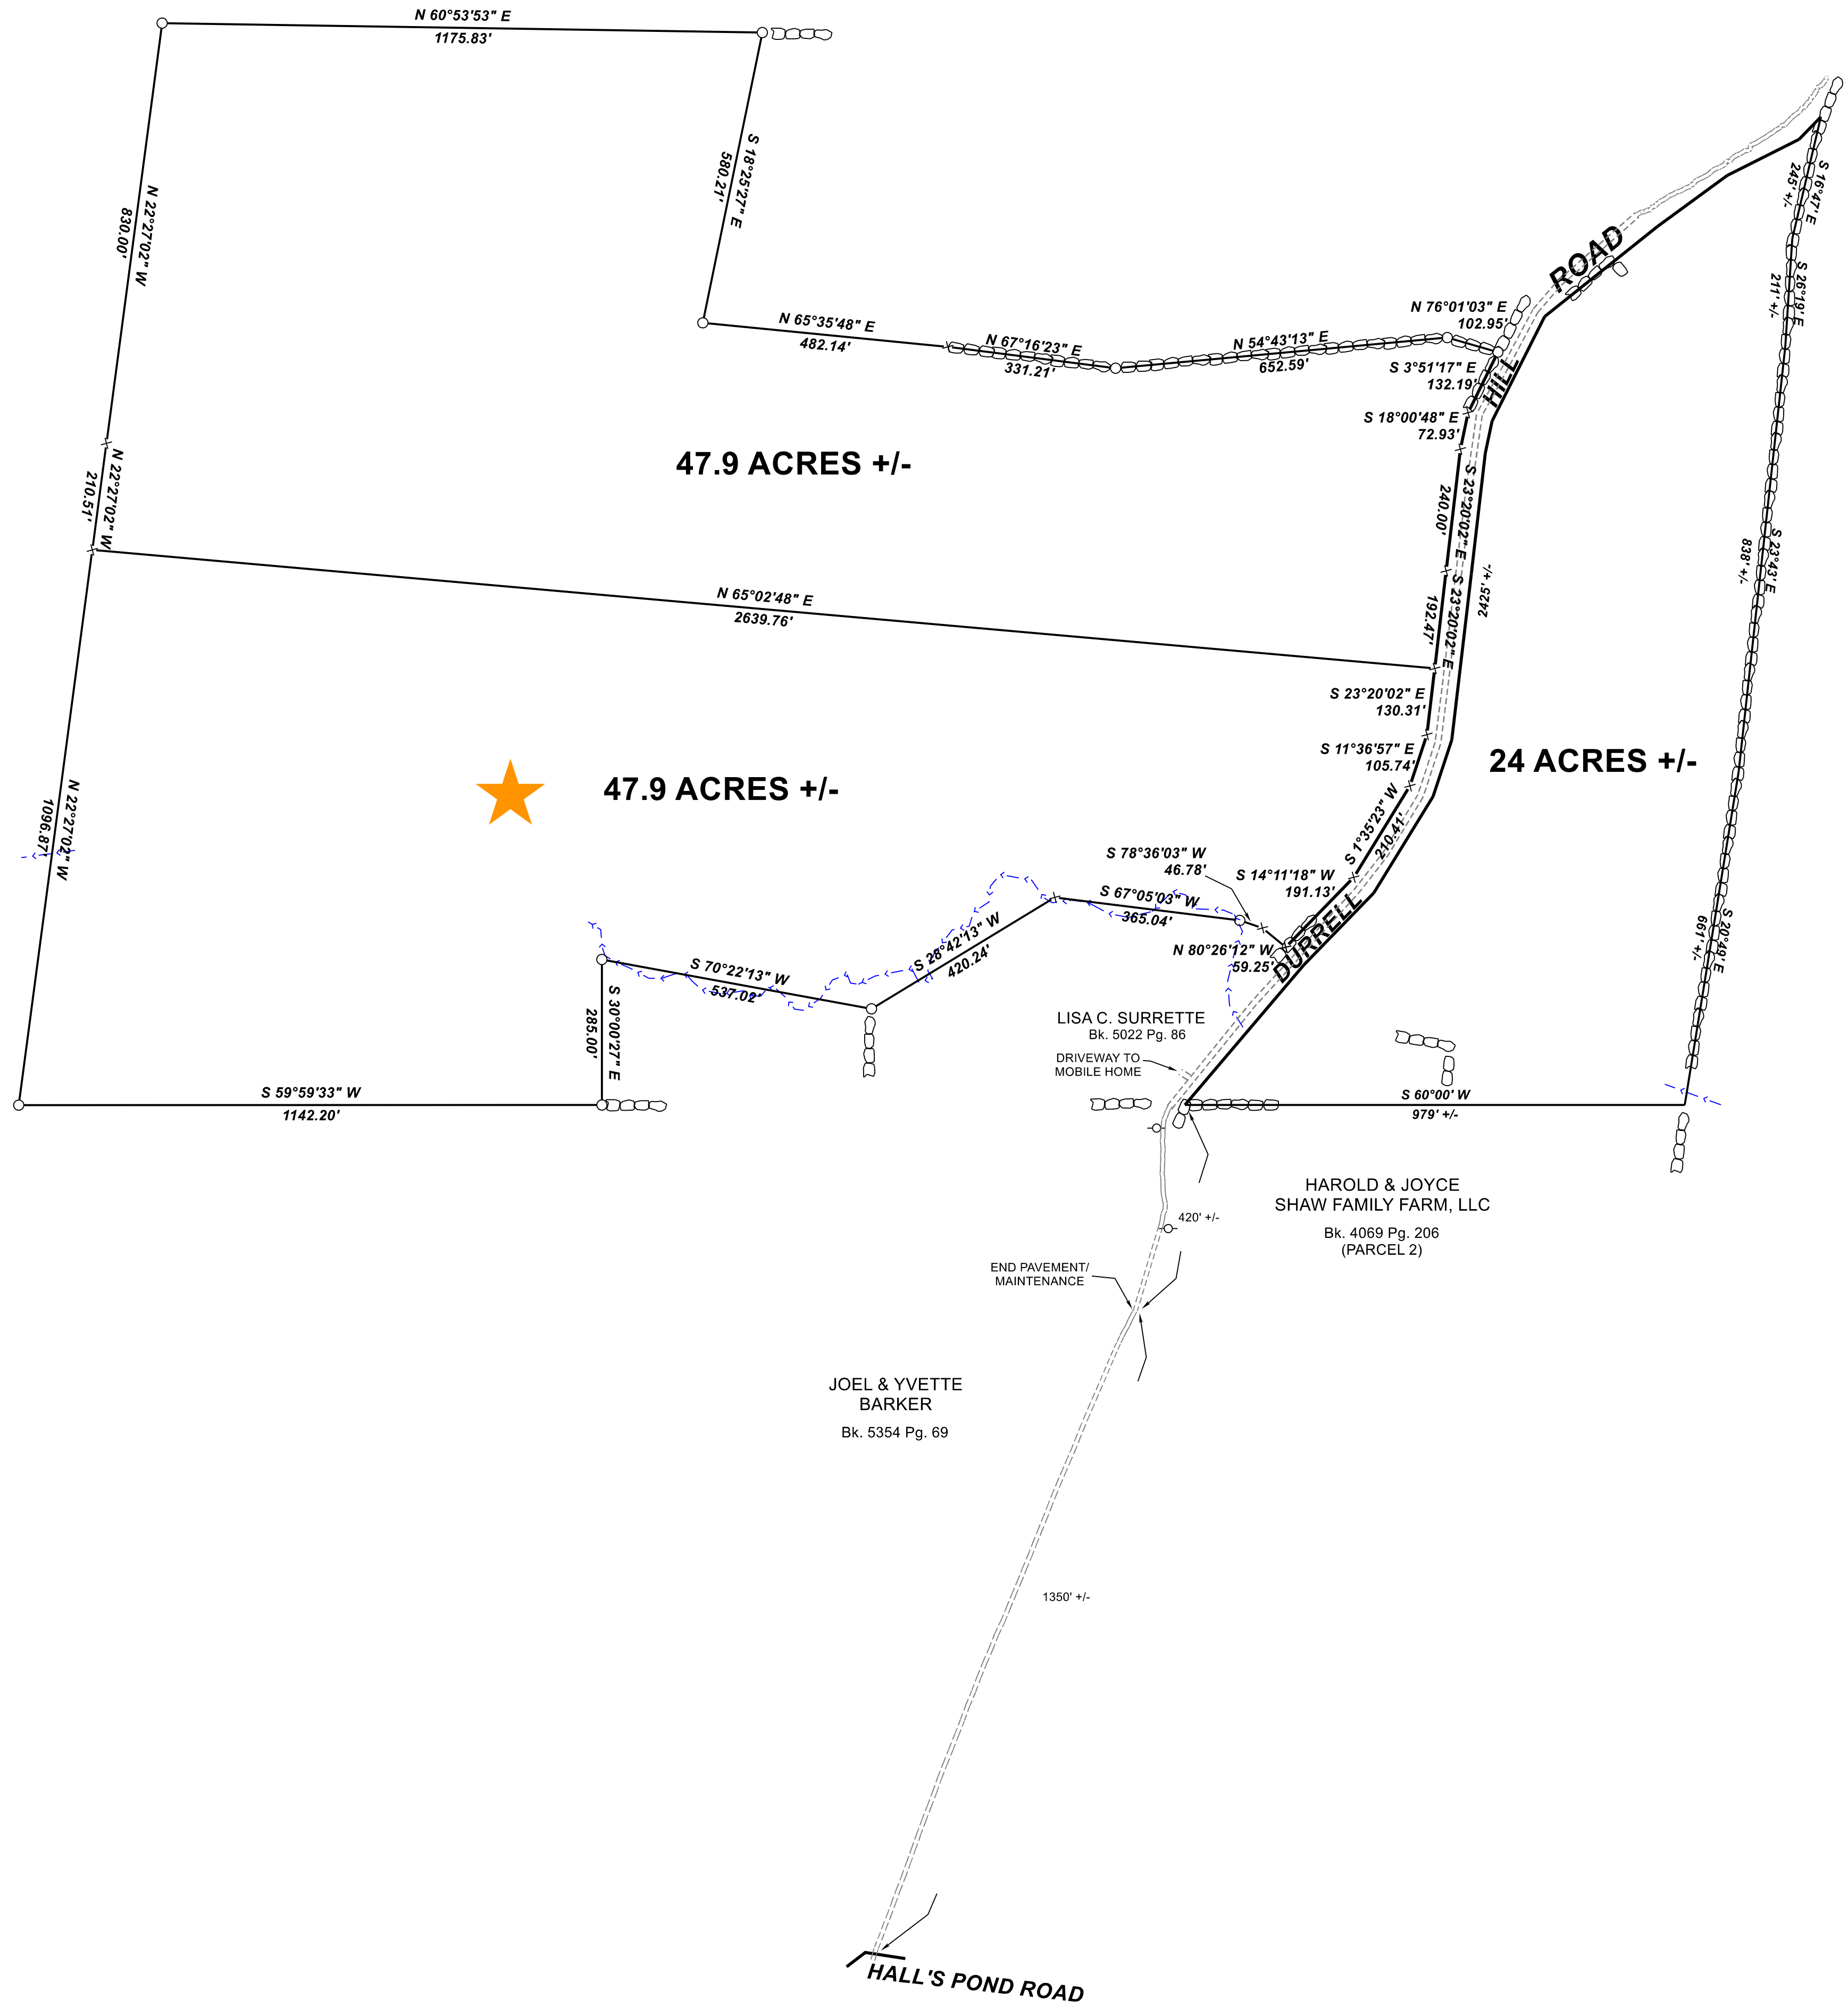 N 60°53'53" E
1175.83'
S 18°25'27" E
580.21'
N 22°27'02" W
830.00'
S 16°47' E
245' +/-
ROAD
HILL
S 26°19' E
211' +/-
N 76°01'03" E
102.95'
N 65°35'48" E
482.14'
N 67°16'23" E
331.21'
N 54°43'13" E
652.59'
S 3°51'17" E
132.19'
S 18°00'48" E
72.93'
47.9 ACRES +/-
N 22°27'02" W
210.51'
S 23°20'02" E
240.00'
S 23°43' E
838' +/-
2425' +/-
S 23°20'02" E
192.47'
N 65°02'48" E
2639.76'
S 23°20'02" E
130.31'
S 11°36'57" E
105.74'
24 ACRES +/-
47.9 ACRES +/-
N 22°27'02" W
1096.87'
S 1°35'23" W
210.41'
S 78°36'03" W
46.78'
S 14°11'18" W
191.13'
S 67°05'03" W
365.04'
DURRELL
S 28°42'13" W
420.24'
N 80°26'12" W
59.25'
S 20°49' E
661' +/-
S 70°22'13" W
537.02'
S 30°00'27" E
285.00'
LISA C. SURRETTE
Bk. 5022 Pg. 86
DRIVEWAY TO
MOBILE HOME
S 59°59'33" W
1142.20'
S 60°00' W
979' +/-
HAROLD & JOYCE
SHAW FAMILY FARM, LLC
Bk. 4069 Pg. 206
(PARCEL 2)
420' +/-
END PAVEMENT/
MAINTENANCE
JOEL & YVETTE
BARKER
Bk. 5354 Pg. 69
1350' +/-
HALL'S POND ROAD